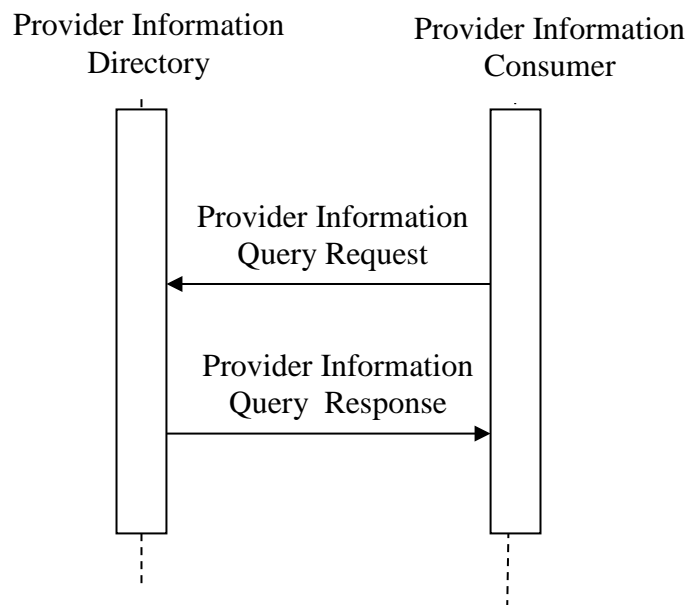 Provider Information
Directory
Provider Information
Consumer
Provider Information
Query Request
Provider Information
Query  Response